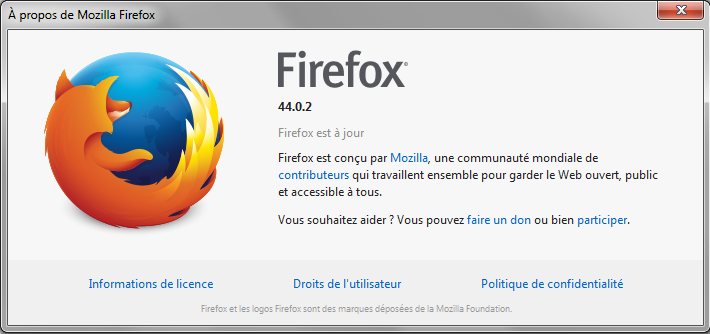 À propos de Mozilla Firefox
Firefox®
44.0.2
Firefox est à jour
Firefox est conçu par Mozilla, une communauté mondiale de
contributeurs qui travaillent ensemble pour garder le Web ouvert, public
et accessible à tous.
Vous souhaitez aider ? Vous pouvez faire un don ou bien participer.
Informations de licence
Droits de l'utilisateur
Politique de confidentialité
Firefox et les logos Firefox sont des marques déposées de la Mozilla Foundation.